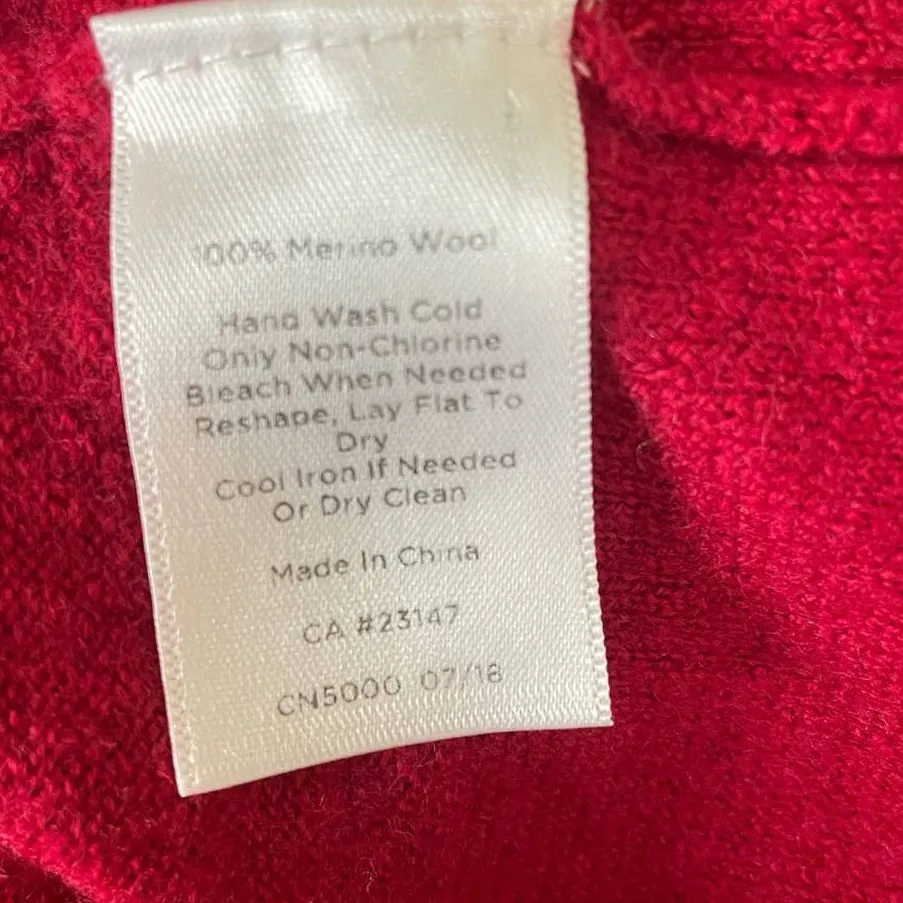 100% Merino Wool
Hand Wash Cold
Only Non-Chlorine
Bleach When Needed
Reshape, Lay Flat To
Dry
Cool Iron If Needed
Or Dry Clean
Made In China
CA #23147
CN5000 07/18